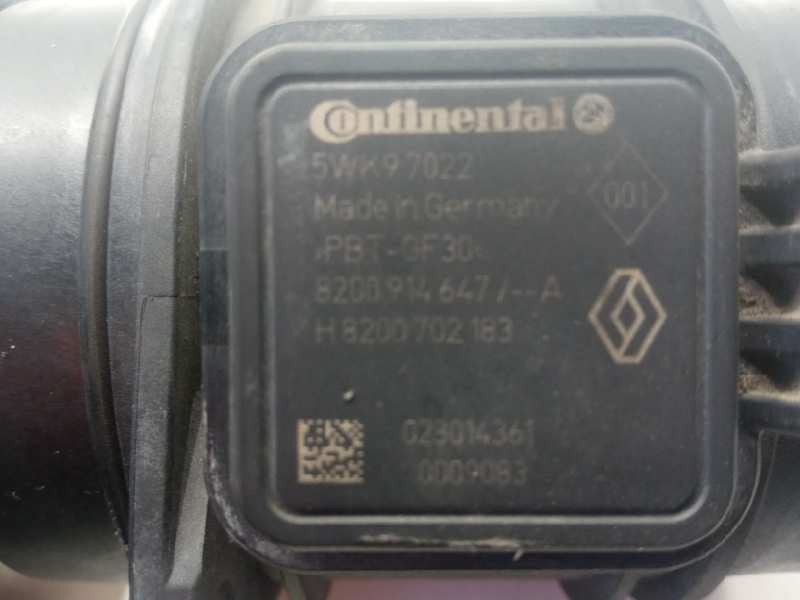 Continental
5WK9 7022
Made in Germany
001
>PBT-GF30<
8200 914 647 /--A
H 8200 702 183
023014361
0009083